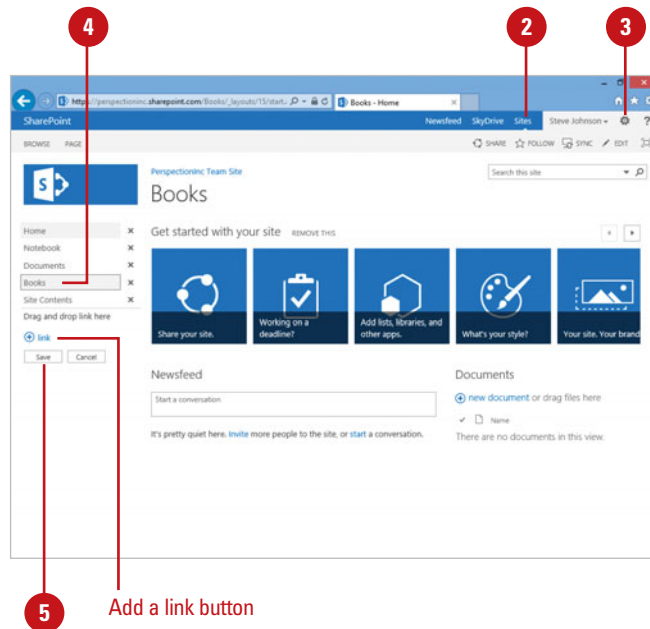 4
2
3
https://perspectioninc.sharepoint.com/Books/_layouts/15/start..
Books - Home
SharePoint
Newsfeed SkyDrive Sites Steve Johnson ?
BROWSE PAGE
SHARE FOLLOW SYNC EDIT
Perspectioninc Team Site
Books
Search this site
S
Home
Notebook
Documents
Books
Site Contents
Drag and drop link here
link
Save Cancel
Get started with your site REMOVE THIS
Share your site.
Working on a
deadline?
Add lists, libraries, and
other apps.
What's your style?
Your site. Your brand
Newsfeed
Start a conversation
It's pretty quiet here. Invite more people to the site, or start a conversation.
Documents
new document or drag files here
Name
There are no documents in this view.
5
Add a link button